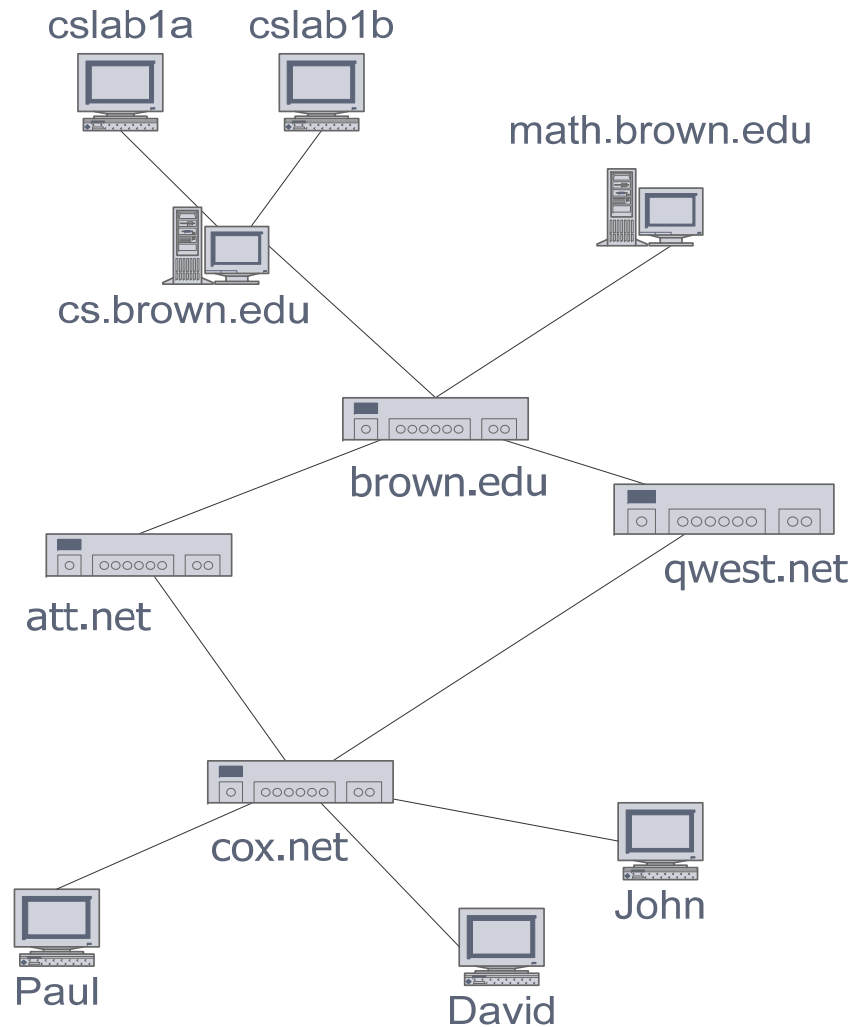 cslab1a
cslab1b
math.brown.edu
cs.brown.edu
brown.edu
qwest.net
att.net
cox.net
John
Paul
David